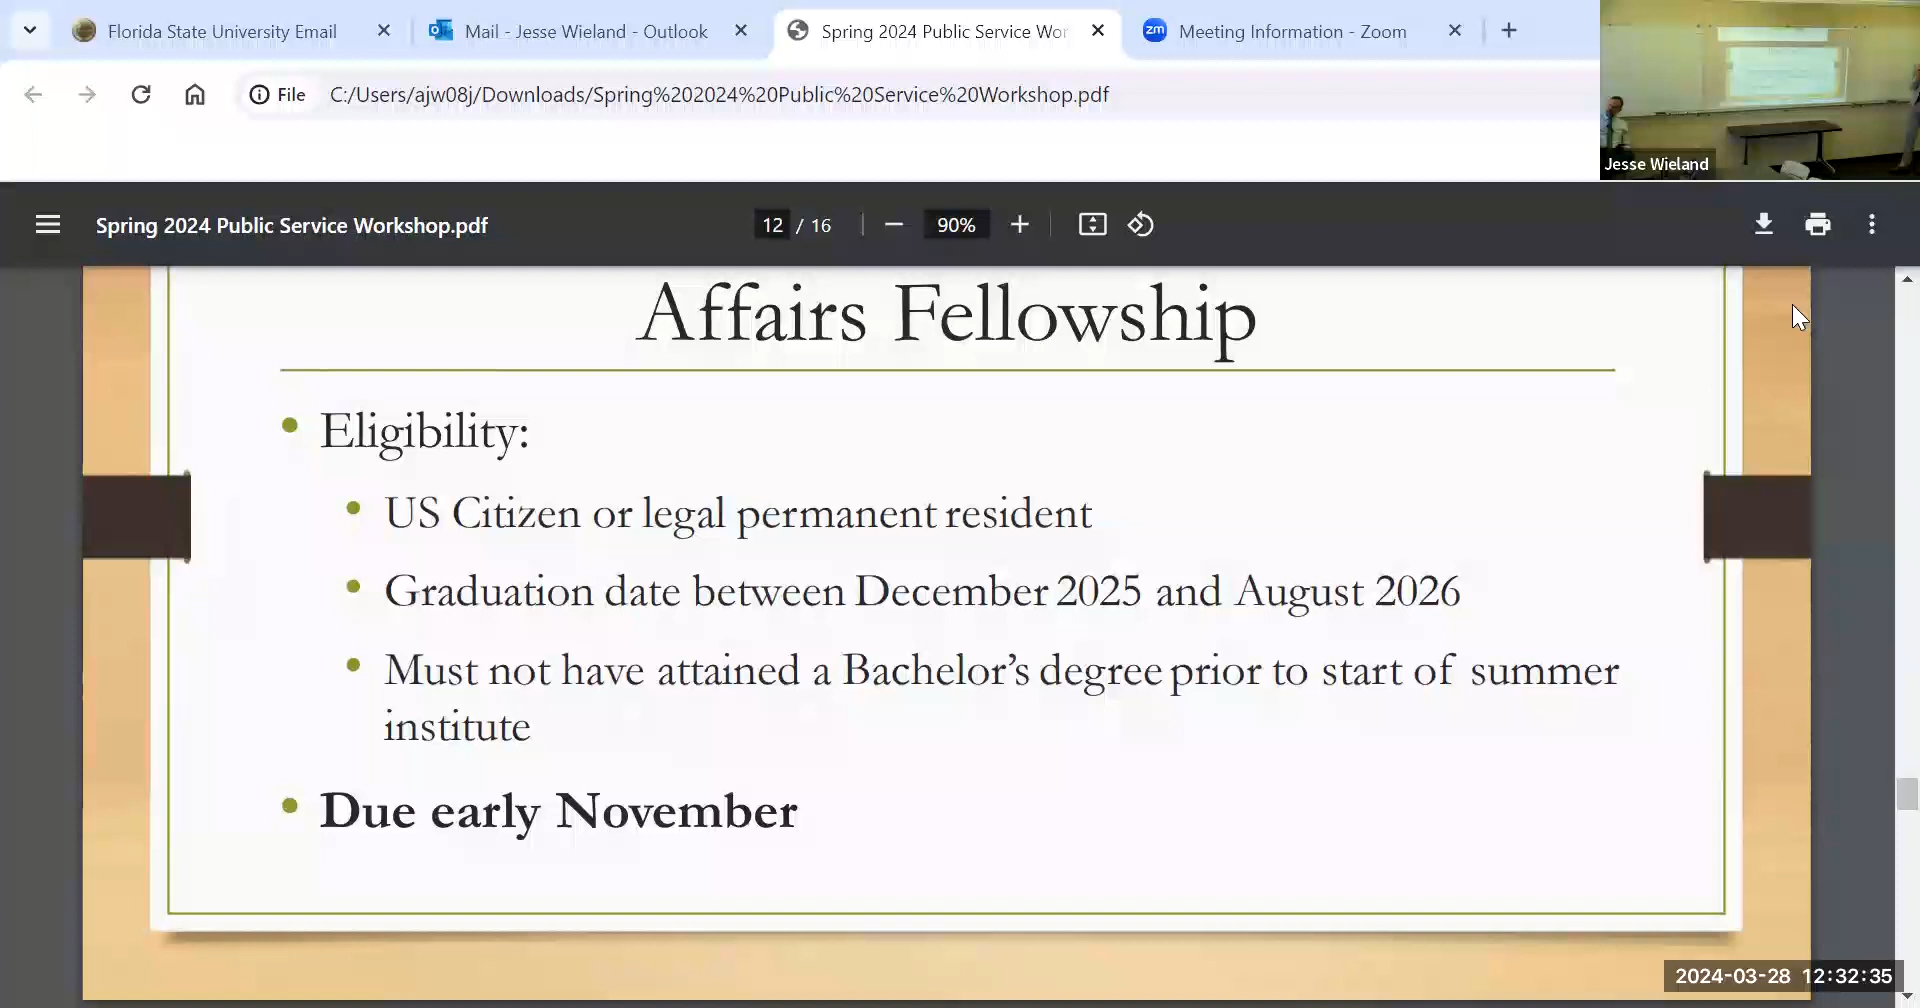 Florida State University Email
Mail - Jesse Wieland - Outlook
Spring 2024 Public Service Wor
zm
Meeting Information - Zoom
File
C:/Users/ajw08j/Downloads/Spring%202024%20Public%20Service%20Workshop.pdf
Jesse Wieland
Spring 2024 Public Service Workshop.pdf
12 / 16
90%
Affairs Fellowship
Eligibility:
US Citizen or legal permanent resident
Graduation date between December 2025 and August 2026
Must not have attained a Bachelor’s degree prior to start of summer
institute
Due early November
2024-03-28 12:32:35